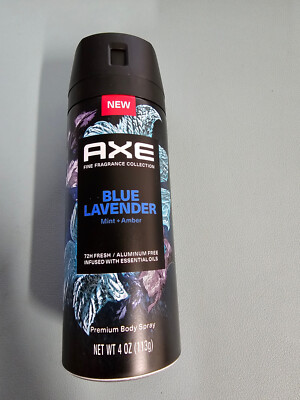 NEW
AXE
FINE FRAGRANCE COLLECTION
BLUE
LAVENDER
Mint + Amber
72H FRESH / ALUMINUM FREE
INFUSED WITH ESSENTIAL OILS
Premium Body Spray
NET WT 4 OZ (113g)